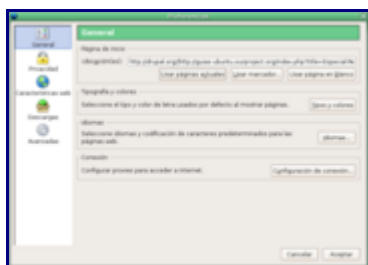 Preferencias
General
General
Privacidad
Características web
Descargas
Avanzadas
Página de inicio
Ubicación(es):
Usar páginas actuales Usar marcador... Usar página en blanco
Tipografía y colores
Seleccione el tipo y color de letra usados por defecto al mostrar páginas. Tipos y colores
Idiomas
Seleccione idiomas y codificación de caracteres predeterminados para las
páginas web. Idiomas...
Conexión
Configurar proxies para acceder a Internet. Configuración de conexión...
Cancelar Aceptar